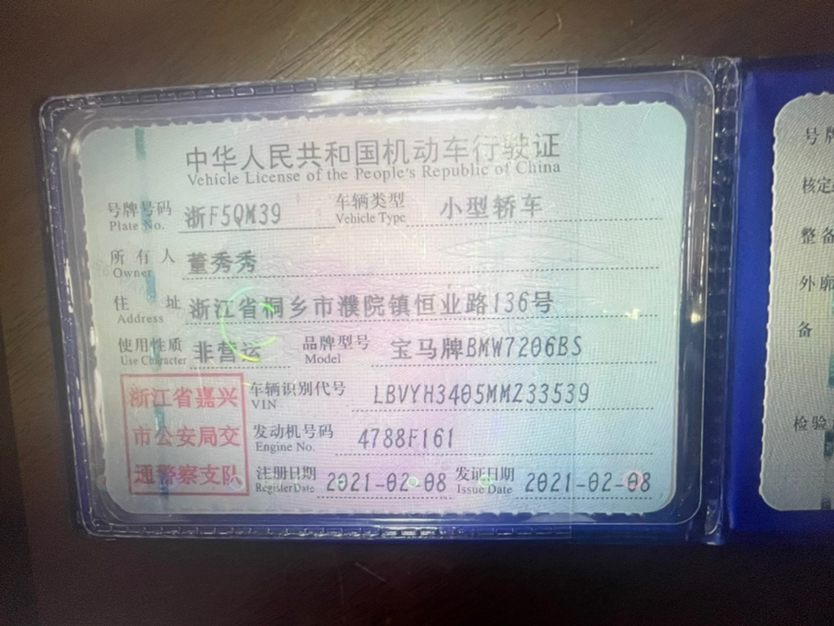 中华人民共和国机动车行驶证
Vehicle License of the People's Republic of China
号牌号码 浙F5QM39 车辆类型 小型轿车
Plate No. Vehicle Type
所有人 董秀秀
Owner
住址 浙江省桐乡市濮院镇恒业路136号
Address
使用性质 非营运 品牌型号 宝马牌BMW7206BS
Use Character Model
浙江省嘉兴
市公安局交
通警察支队
车辆识别代号 LBVYH3405MMZ33539
VIN
发动机号码 4788F161
Engine No.
注册日期 2021-02-08 发证日期 2021-02-08
Register Date Issue Date
号牌
核定
整备
外廓
备
检验